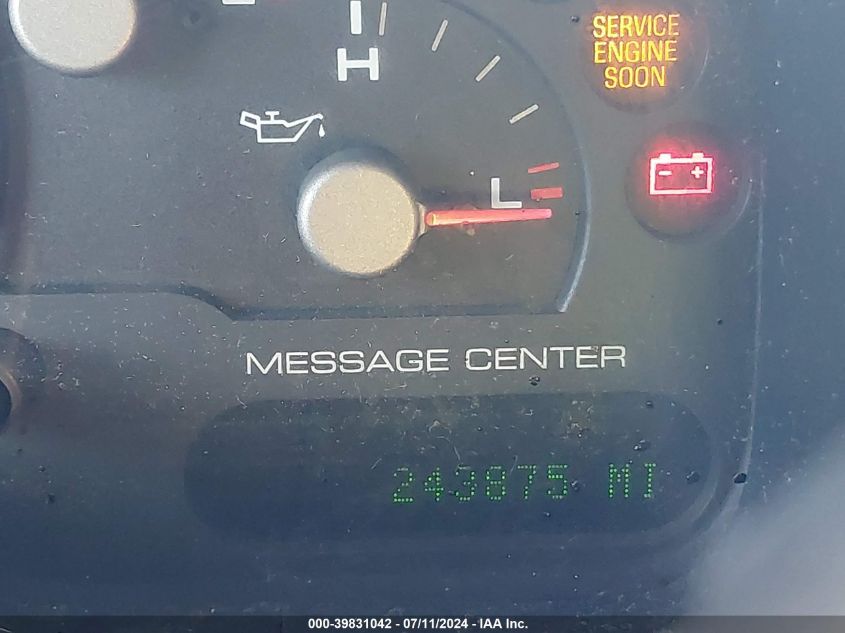 SERVICE
ENGINE
SOON
H
- +
L
MESSAGE CENTER
243875 MI
000-39831042 - 07/11/2024 - IAA Inc.